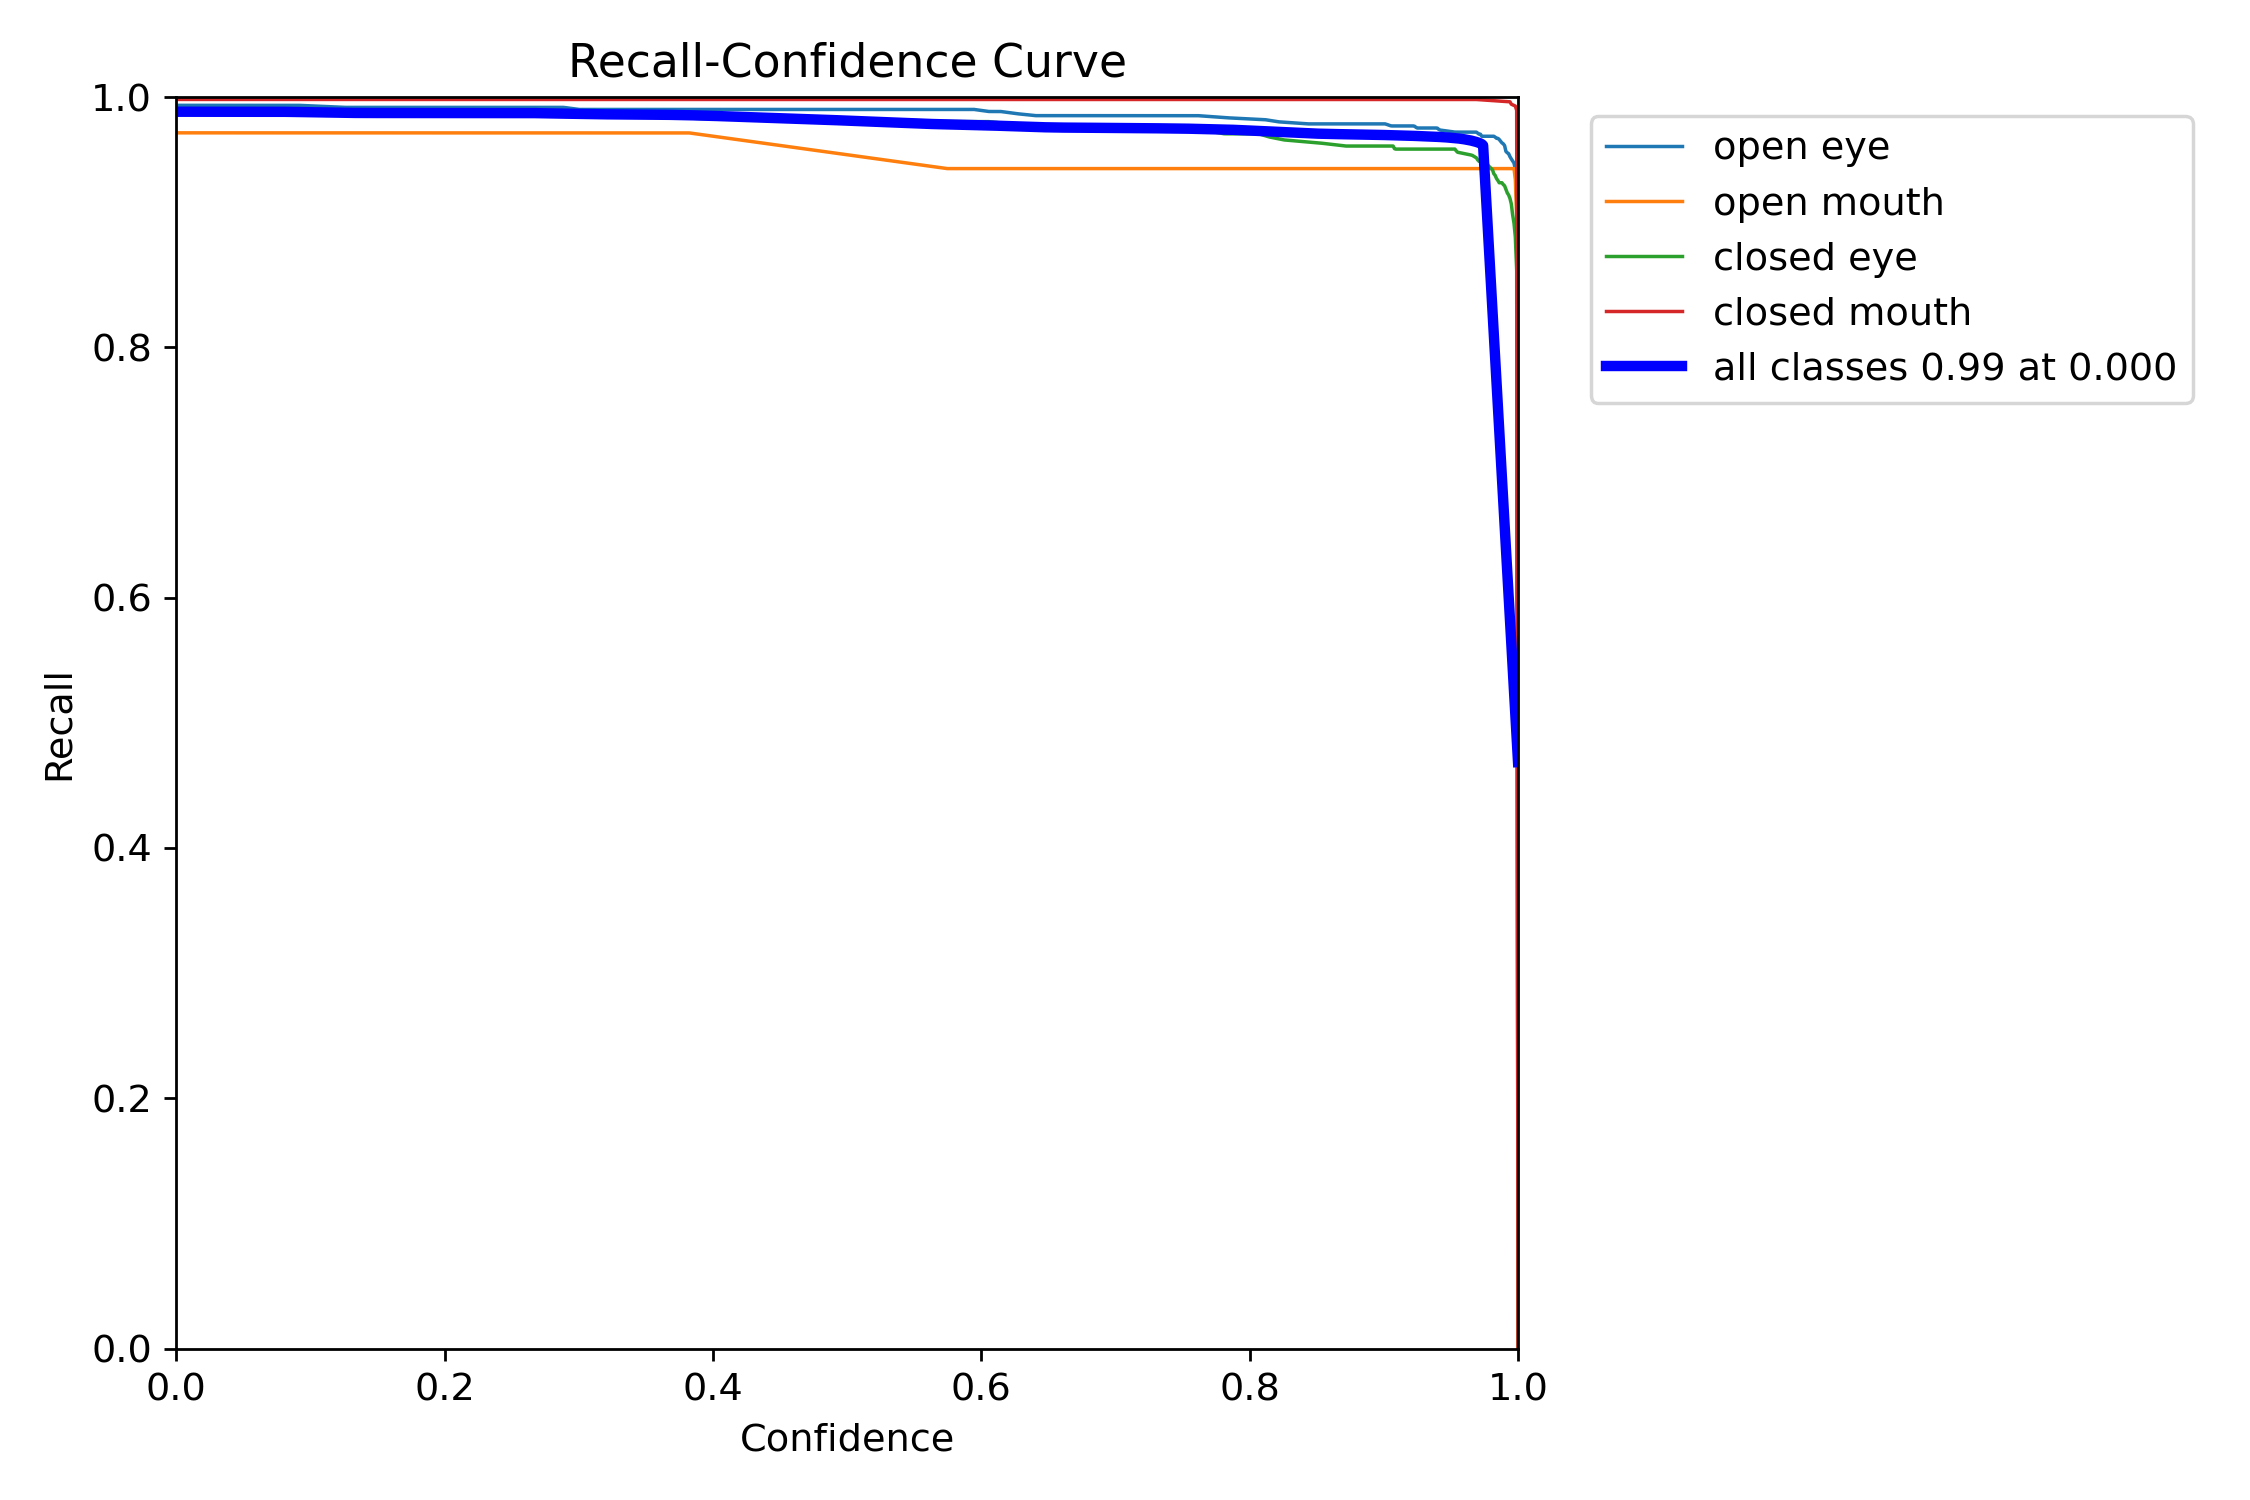 Recall-Confidence Curve
1.0
0.8
0.6
0.4
0.2
0.0
Recall
0.0 0.2 0.4 0.6 0.8 1.0
Confidence
open eye
open mouth
closed eye
closed mouth
all classes 0.99 at 0.000